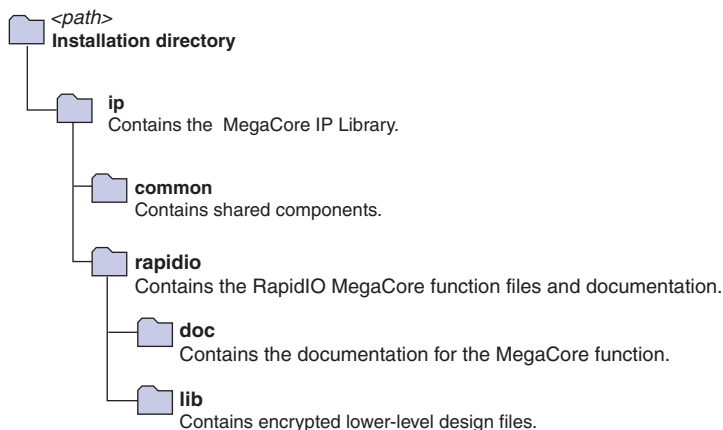 <path>
Installation directory
ip
Contains the MegaCore IP Library.
common
Contains shared components.
rapidio
Contains the RapidIO MegaCore function files and documentation.
doc
Contains the documentation for the MegaCore function.
lib
Contains encrypted lower-level design files.